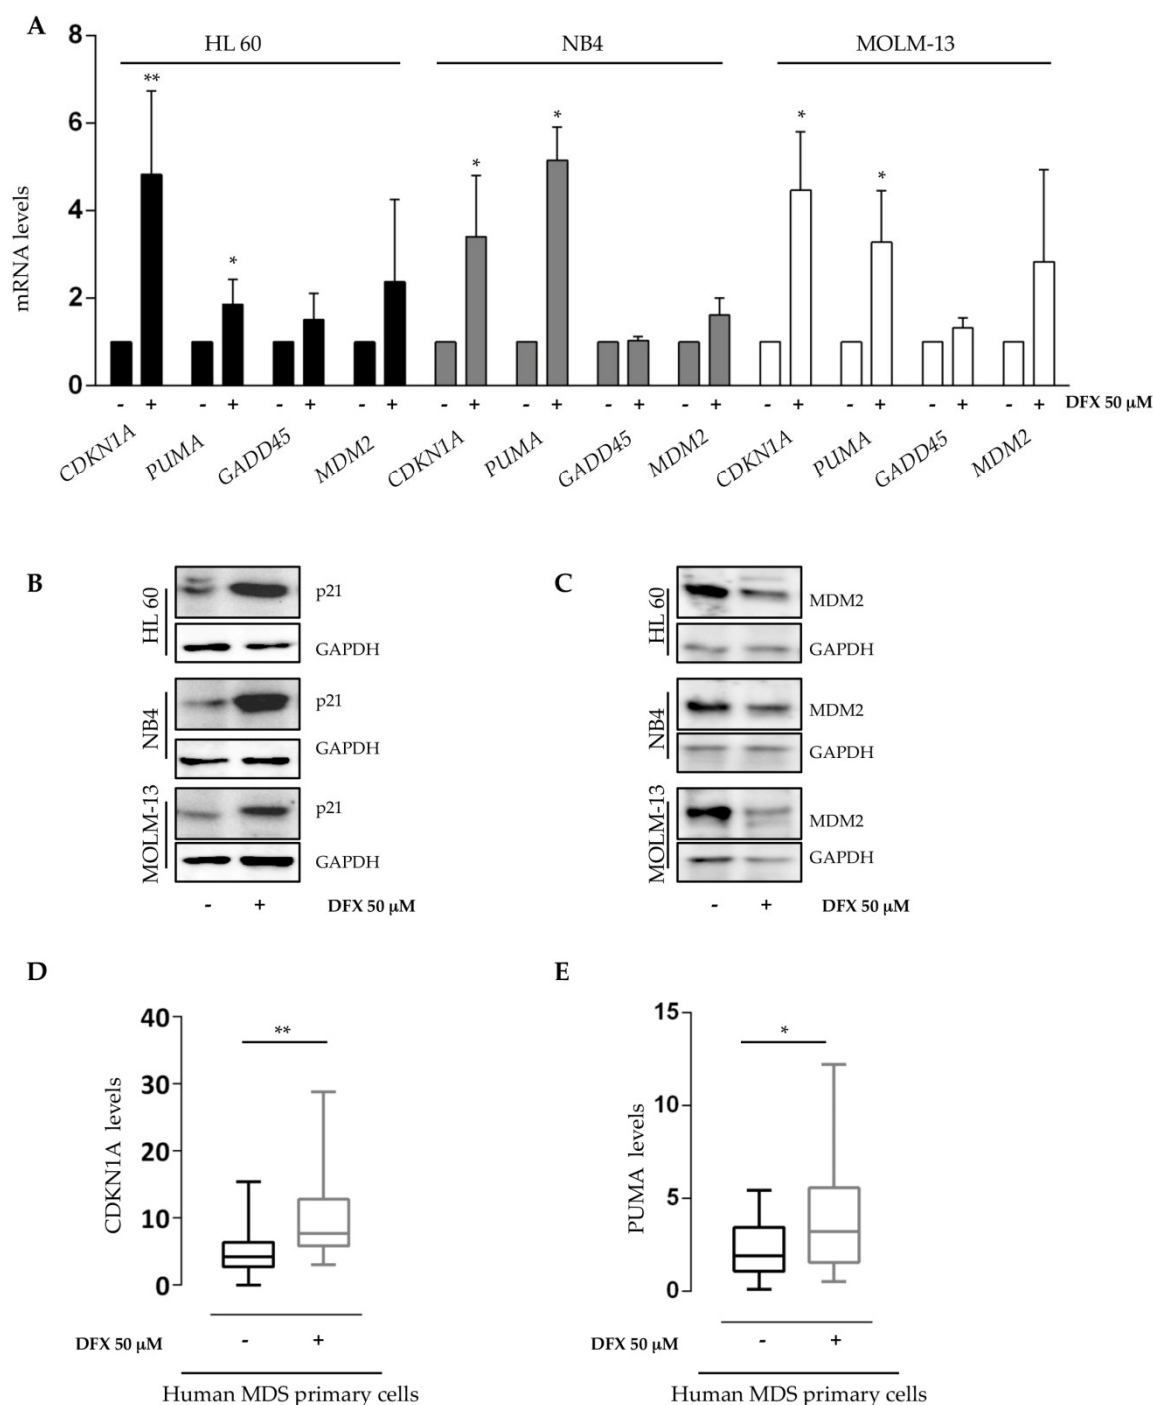 A
8
6
4
2
0
mRNA levels
HL 60
NB4
MOLM-13
**
*
*
*
*
*
- + - + - + - + - + - + - + - + - + - + - + - +
DFX 50 μM
CDKN1A PUMA GADD45 MDM2 CDKN1A PUMA GADD45 MDM2 CDKN1A PUMA GADD45 MDM2
B
HL 60
p21
GAPDH
NB4
p21
GAPDH
MOLM-13
p21
GAPDH
- +
DFX 50 μM
C
HL 60
MDM2
GAPDH
NB4
MDM2
GAPDH
MOLM-13
MDM2
GAPDH
- +
DFX 50 μM
D
40
30
20
10
0
CDKN1A levels
**
DFX 50 μM - +
Human MDS primary cells
E
15
10
5
0
PUMA levels
*
DFX 50 μM - +
Human MDS primary cells